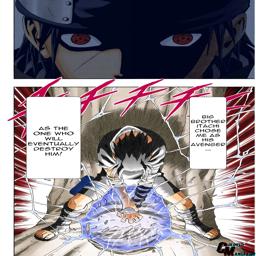 BIG
BROTHER
ITACHI
CHOSE
ME AS
HIS
AVENGER
...
AS THE
ONE WHO
WILL
EVENTUALLY
DESTROY
HIM!